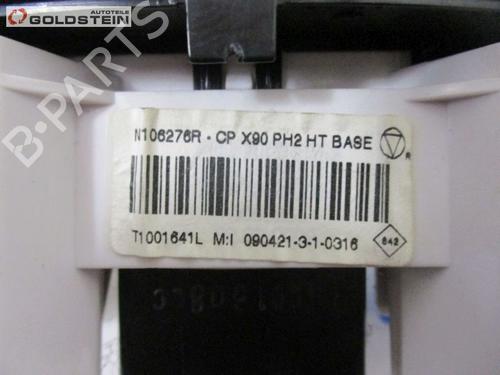 AUTOTEILE
GOLDSTEIN
N106276R - CP X90 PH2 HT BASE
R
T1001641L M:I 090421-3-1-0316
642
B-PARTS